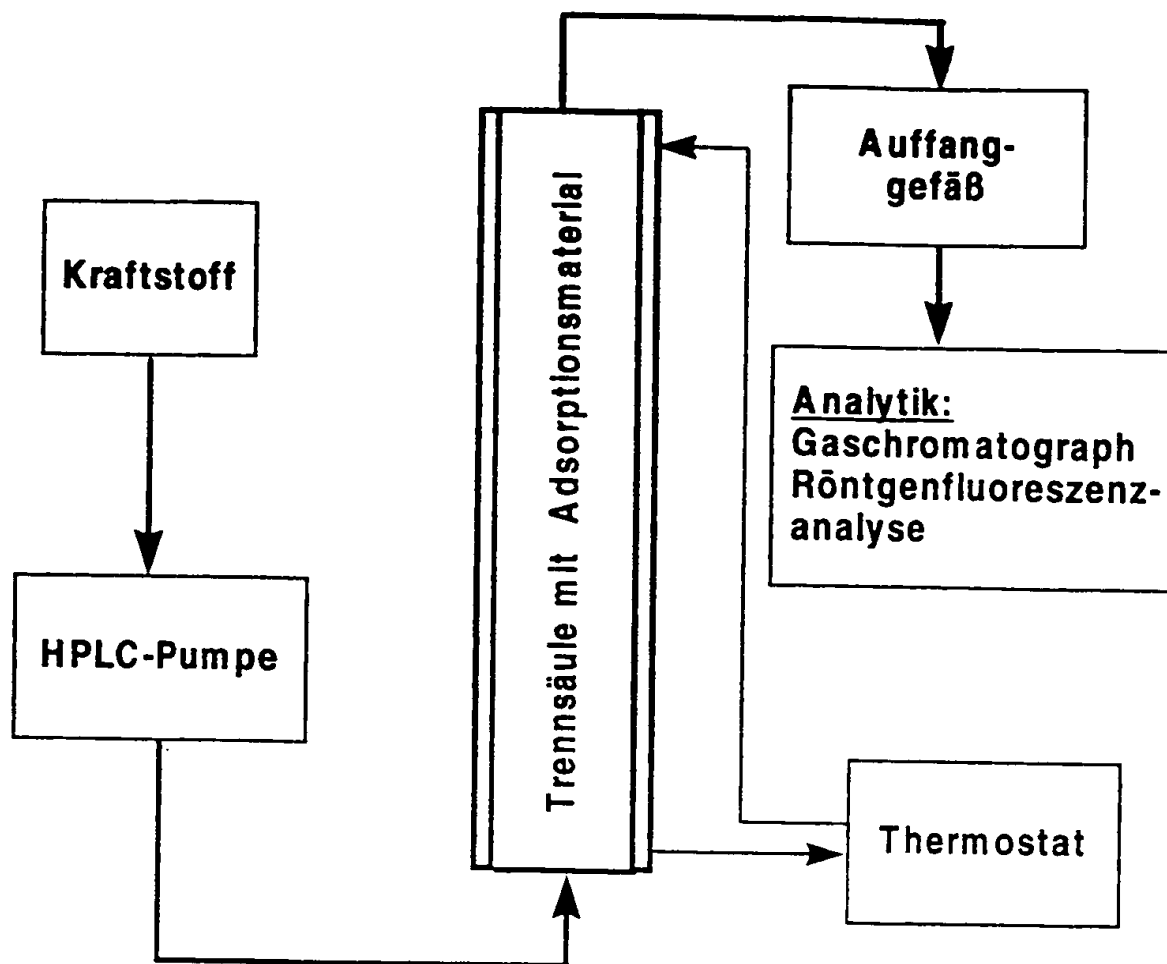 Kraftstoff
HPLC-Pumpe
Trennsäule mit Adsorptionsmaterial
Auffang-
gefäß
Analytik:
Gaschromatograph
Röntgenfluoreszenz-
analyse
Thermostat